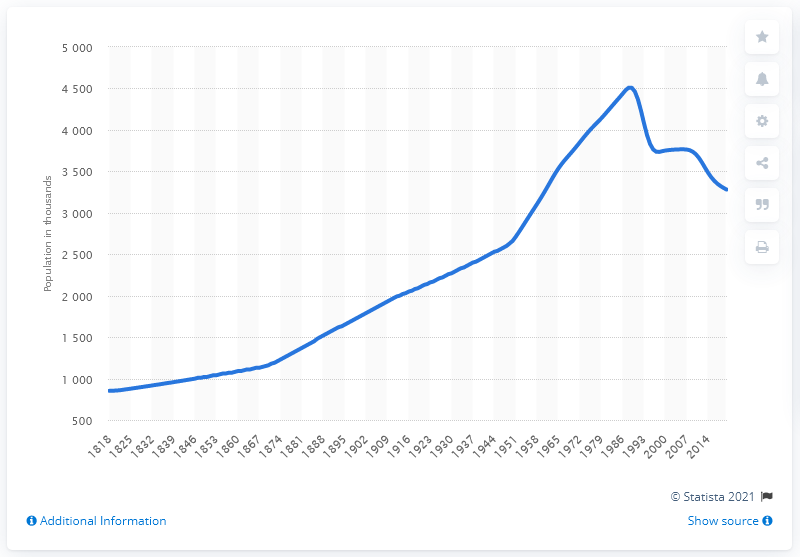 5 000
4 500
4 000
3 500
3 000
2 500
2 000
1 500
1 000
500
Population in thousands
1818 1825 1832 1839 1846 1853 1860 1867 1874 1881 1888 1895 1902 1909 1916 1923 1930 1937 1944 1951 1958 1965 1972 1979 1986 1993 2000 2007 2014
© Statista 2021
Additional Information
Show source